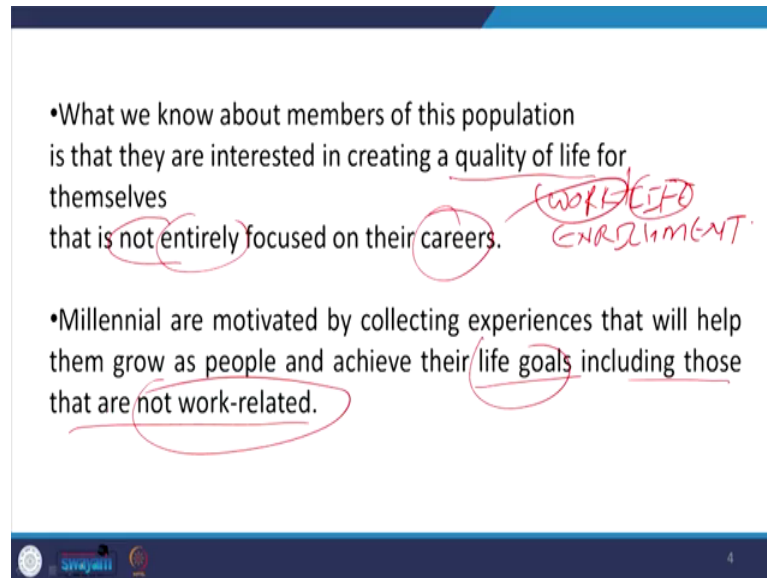 •What we know about members of this population
is that they are interested in creating a quality of life for
themselves
that is not entirely focused on their careers.
WORK LIFE
ENRICHMENT
•Millennial are motivated by collecting experiences that will help
them grow as people and achieve their life goals including those
that are not work-related.
swayam
4